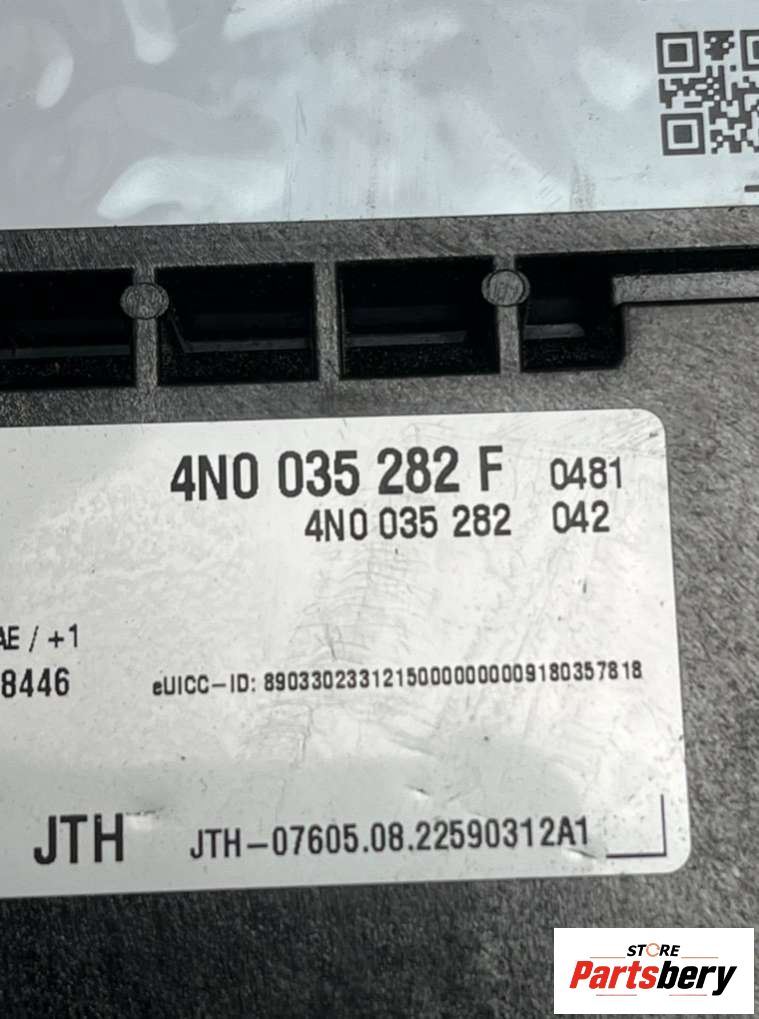 4N0 035 282 F 0481
4N0 035 282 042
AE / +1
8446 eUICC-ID: 89033023312150000000009180357818
JTH JTH-07605.08.22590312A1
STORE
Partsbery